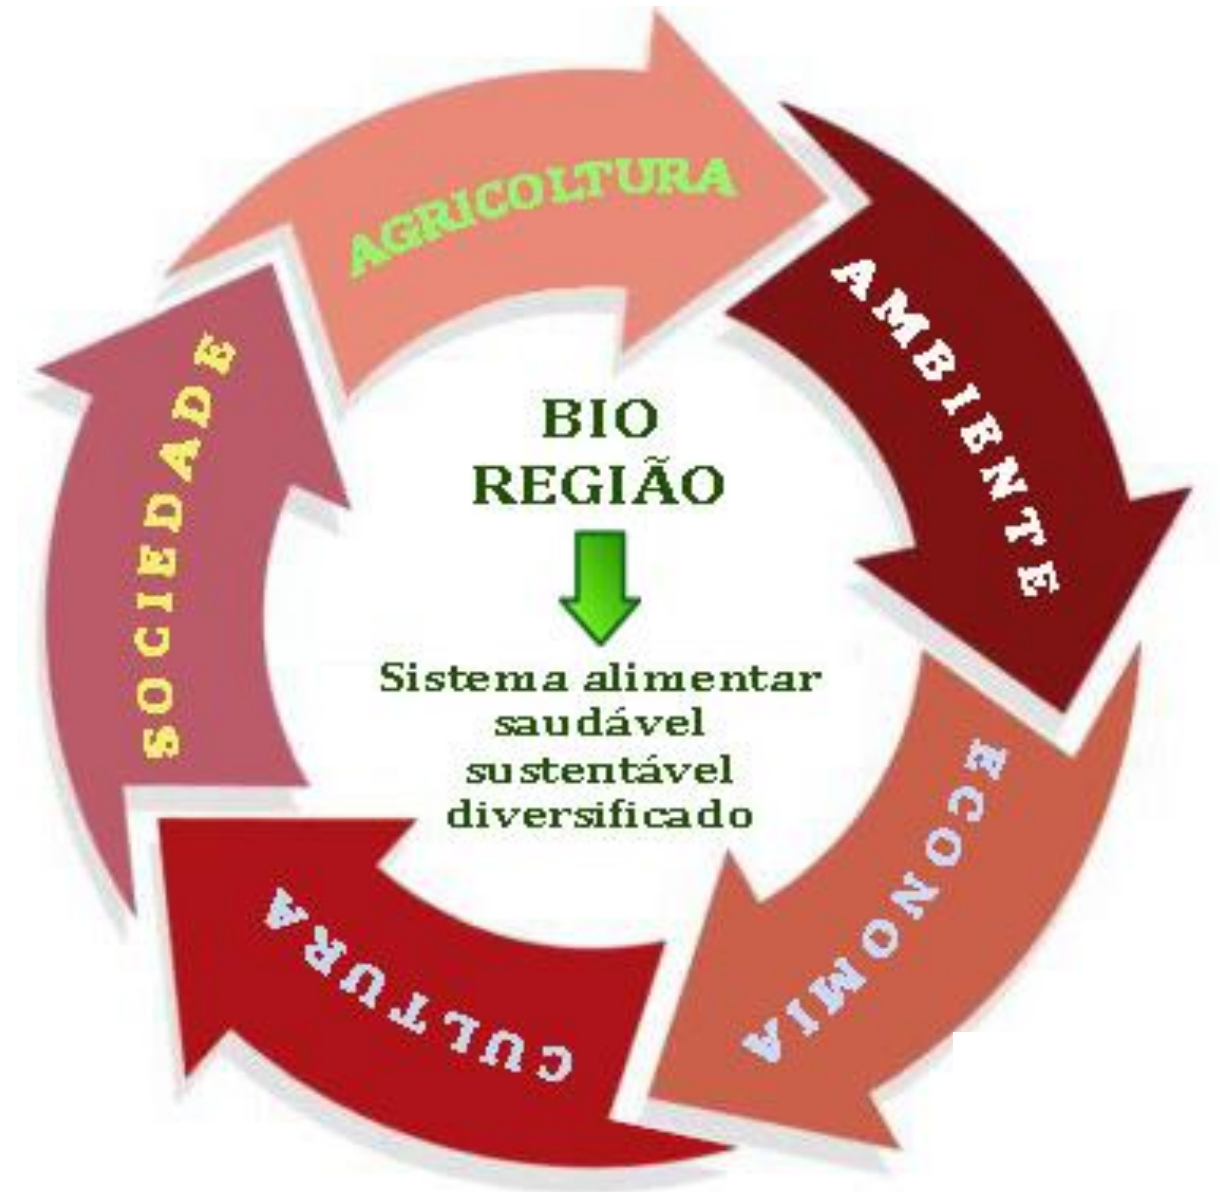 AGRICOLTURA
AMBIENTE
ECONOMIA
CULTURA
SOCIEDADE
BIO
REGIÃO
Sistema alimentar
saudável
sustentável
diversificado